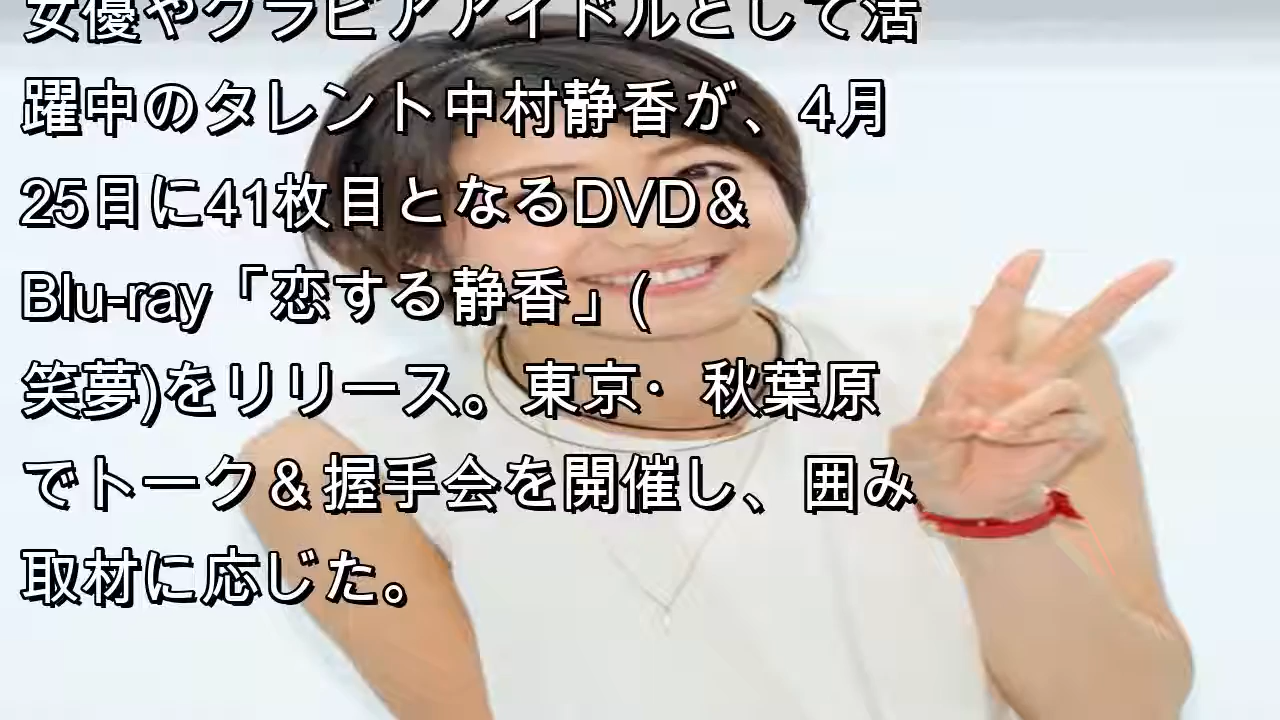 女優やグラビアアイドルとして活
躍中のタレント中村静香が、4月
25日に41枚目となるDVD＆
Blu-ray「恋する静香」(
笑夢)をリリース。東京・秋葉原
でトーク＆握手会を開催し、囲み
取材に応じた。